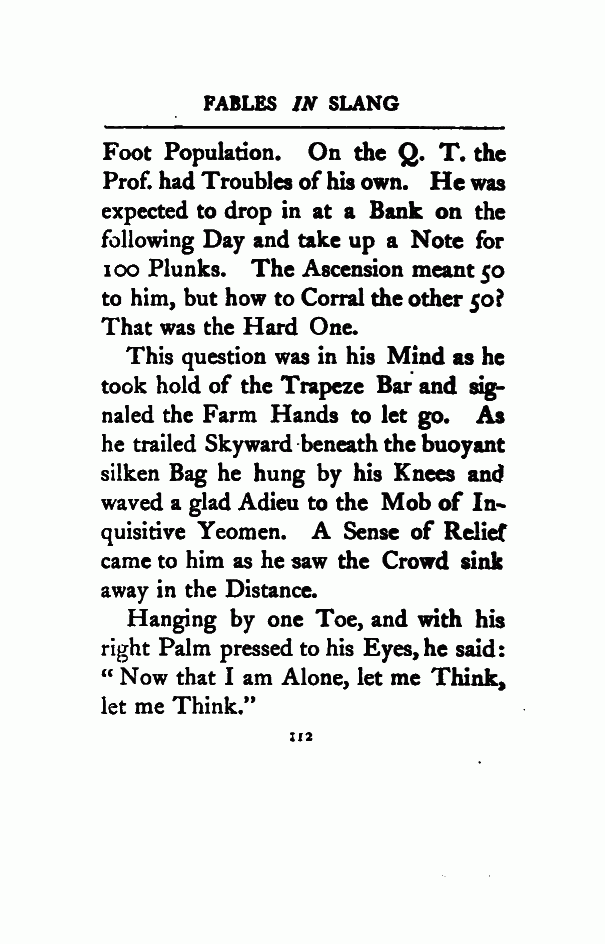 FABLES IN SLANG
Foot Population. On the Q. T. the
Prof. had Troubles of his own. He was
expected to drop in at a Bank on the
following Day and take up a Note for
100 Plunks. The Ascension meant 50
to him, but how to Corral the other 50?
That was the Hard One.
This question was in his Mind as he
took hold of the Trapeze Bar and sig-
naled the Farm Hands to let go. As
he trailed Skyward beneath the buoyant
silken Bag he hung by his Knees and
waved a glad Adieu to the Mob of In-
quisitive Yeomen. A Sense of Relief
came to him as he saw the Crowd sink
away in the Distance.
Hanging by one Toe, and with his
right Palm pressed to his Eyes, he said:
“Now that I am Alone, let me Think,
let me Think.”
112